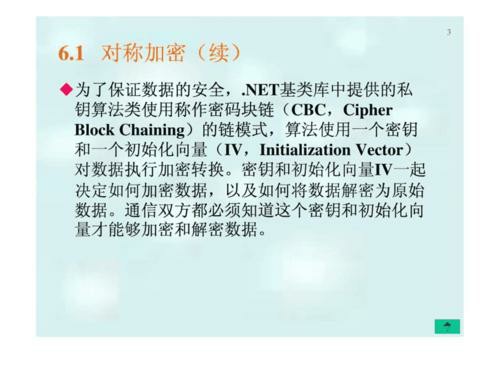 3
6.1 对称加密（续）
为了保证数据的安全，.NET基类库中提供的私
钥算法类使用称作密码块链（CBC，Cipher
Block Chaining）的链模式，算法使用一个密钥
和一个初始化向量（IV，Initialization Vector）
对数据执行加密转换。密钥和初始化向量IV一起
决定如何加密数据，以及如何将数据解密为原始
数据。通信双方都必须知道这个密钥和初始化向
量才能够加密和解密数据。